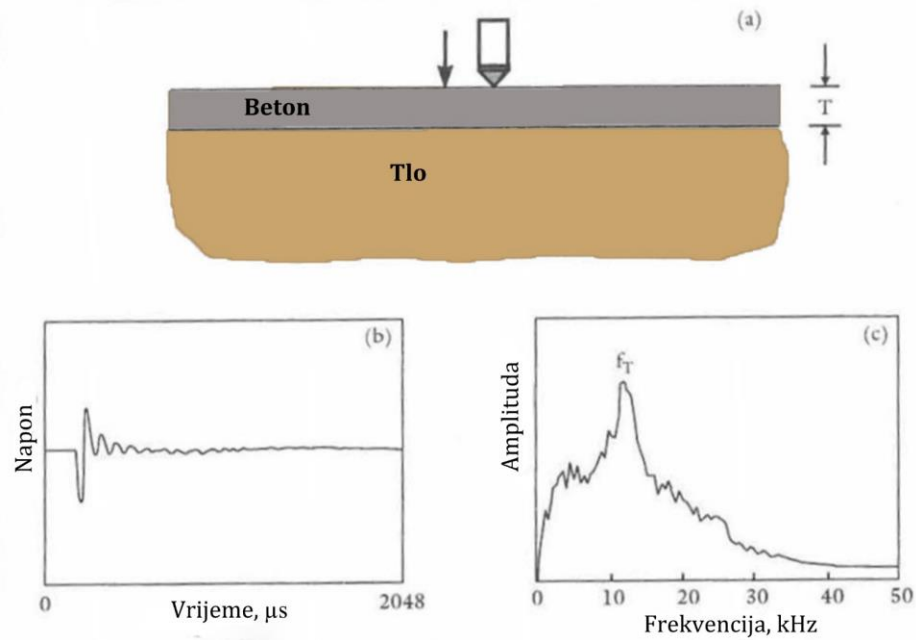 (a)
Beton
T
Tlo
(b)
Napon
0
2048
Vrijeme, μs
(c)
f_T
Amplituda
0 10 20 30 40 50
Frekvencija, kHz